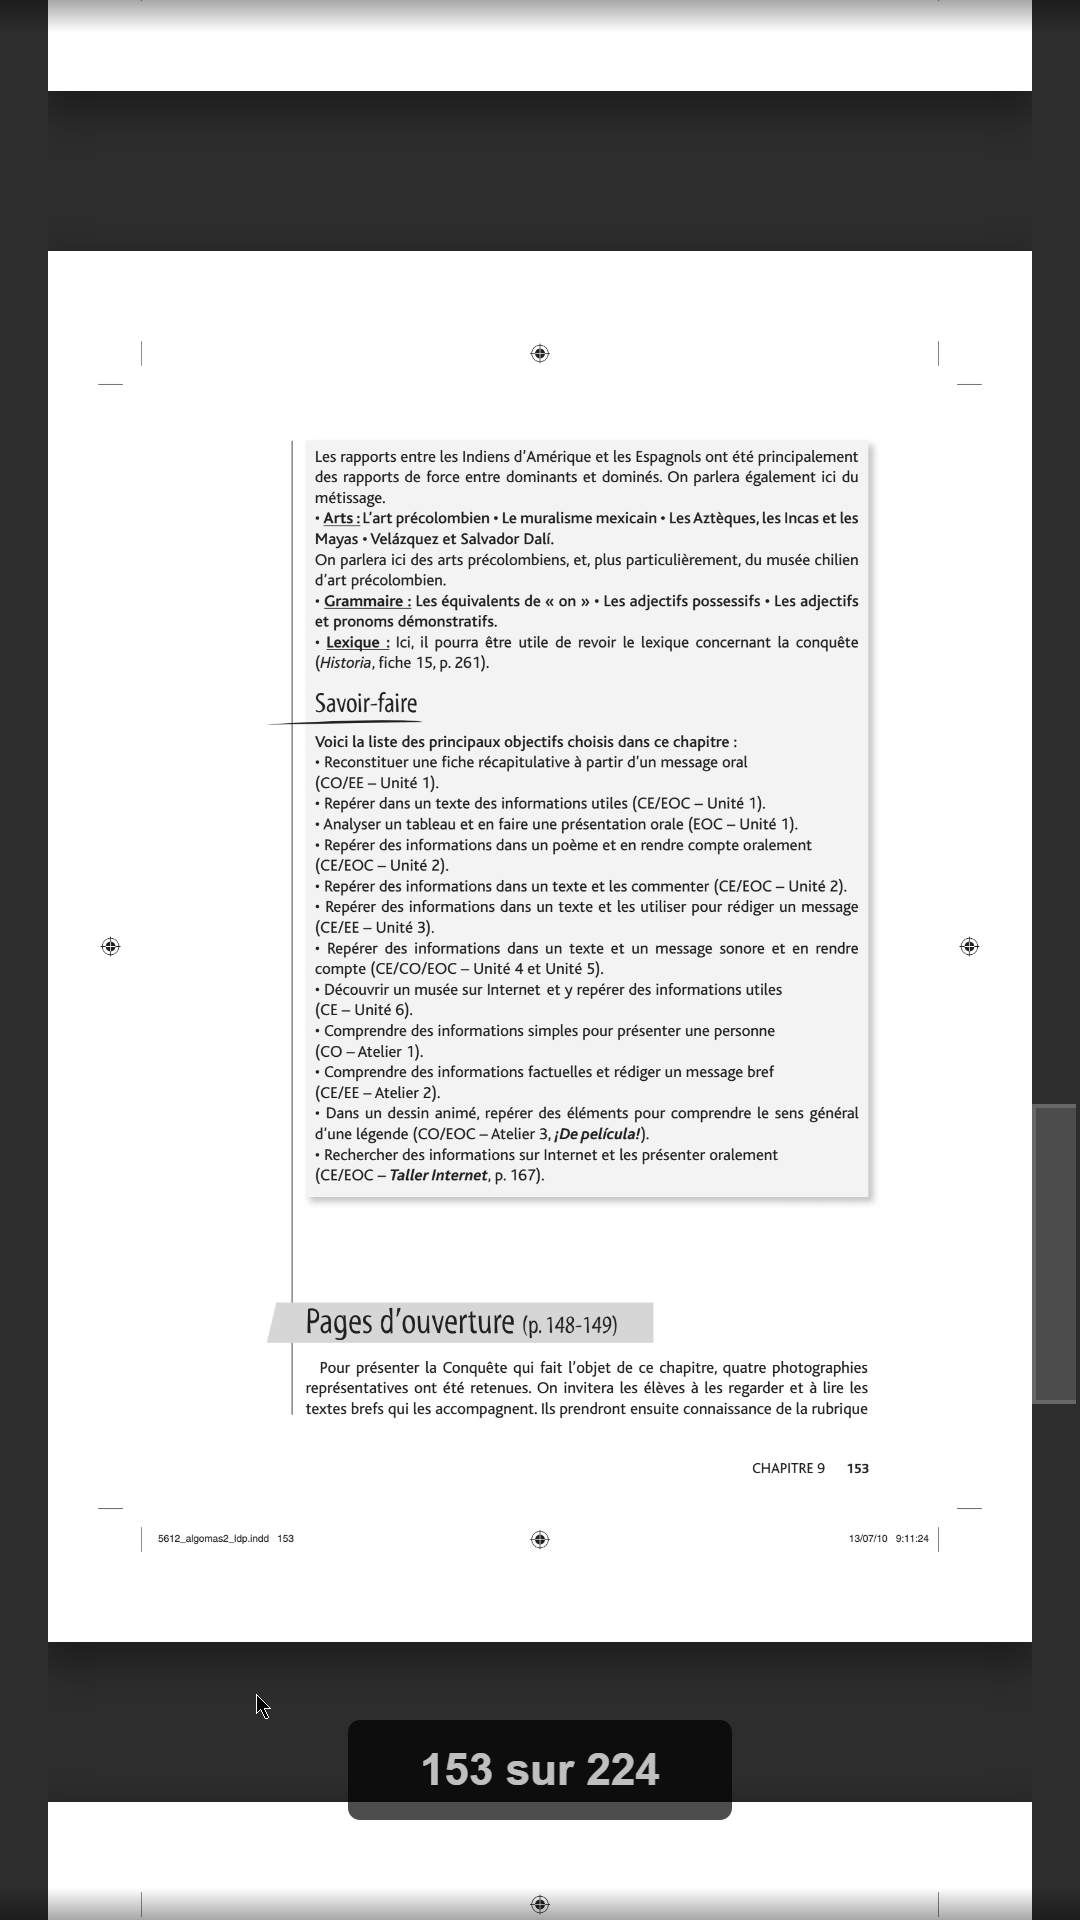 Les rapports entre les Indiens d’Amérique et les Espagnols ont été principalement
des rapports de force entre dominants et dominés. On parlera également ici du
métissage.
• Arts : L’art précolombien • Le muralisme mexicain • Les Aztèques, les Incas et les
Mayas • Velázquez et Salvador Dalí.
On parlera ici des arts précolombiens, et, plus particulièrement, du musée chilien
d’art précolombien.
• Grammaire : Les équivalents de « on » • Les adjectifs possessifs • Les adjectifs
et pronoms démonstratifs.
• Lexique : Ici, il pourra être utile de revoir le lexique concernant la conquête
(Historia, fiche 15, p. 261).
Savoir-faire
Voici la liste des principaux objectifs choisis dans ce chapitre :
• Reconstituer une fiche récapitulative à partir d’un message oral
(CO/EE – Unité 1).
• Repérer dans un texte des informations utiles (CE/EOC – Unité 1).
• Analyser un tableau et en faire une présentation orale (EOC – Unité 1).
• Repérer des informations dans un poème et en rendre compte oralement
(CE/EOC – Unité 2).
• Repérer des informations dans un texte et les commenter (CE/EOC – Unité 2).
• Repérer des informations dans un texte et les utiliser pour rédiger un message
(CE/EE – Unité 3).
• Repérer des informations dans un texte et un message sonore et en rendre
compte (CE/CO/EOC – Unité 4 et Unité 5).
• Découvrir un musée sur Internet et y repérer des informations utiles
(CE – Unité 6).
• Comprendre des informations simples pour présenter une personne
(CO – Atelier 1).
• Comprendre des informations factuelles et rédiger un message bref
(CE/EE – Atelier 2).
• Dans un dessin animé, repérer des éléments pour comprendre le sens général
d’une légende (CO/EOC – Atelier 3, ¡De película!).
• Rechercher des informations sur Internet et les présenter oralement
(CE/EOC – Taller Internet, p. 167).
Pages d’ouverture (p. 148-149)
Pour présenter la Conquête qui fait l’objet de ce chapitre, quatre photographies
représentatives ont été retenues. On invitera les élèves à les regarder et à lire les
textes brefs qui les accompagnent. Ils prendront ensuite connaissance de la rubrique
CHAPITRE 9 153
5612_algomas2_ldp.indd 153
13/07/10 9:11:24
153 sur 224